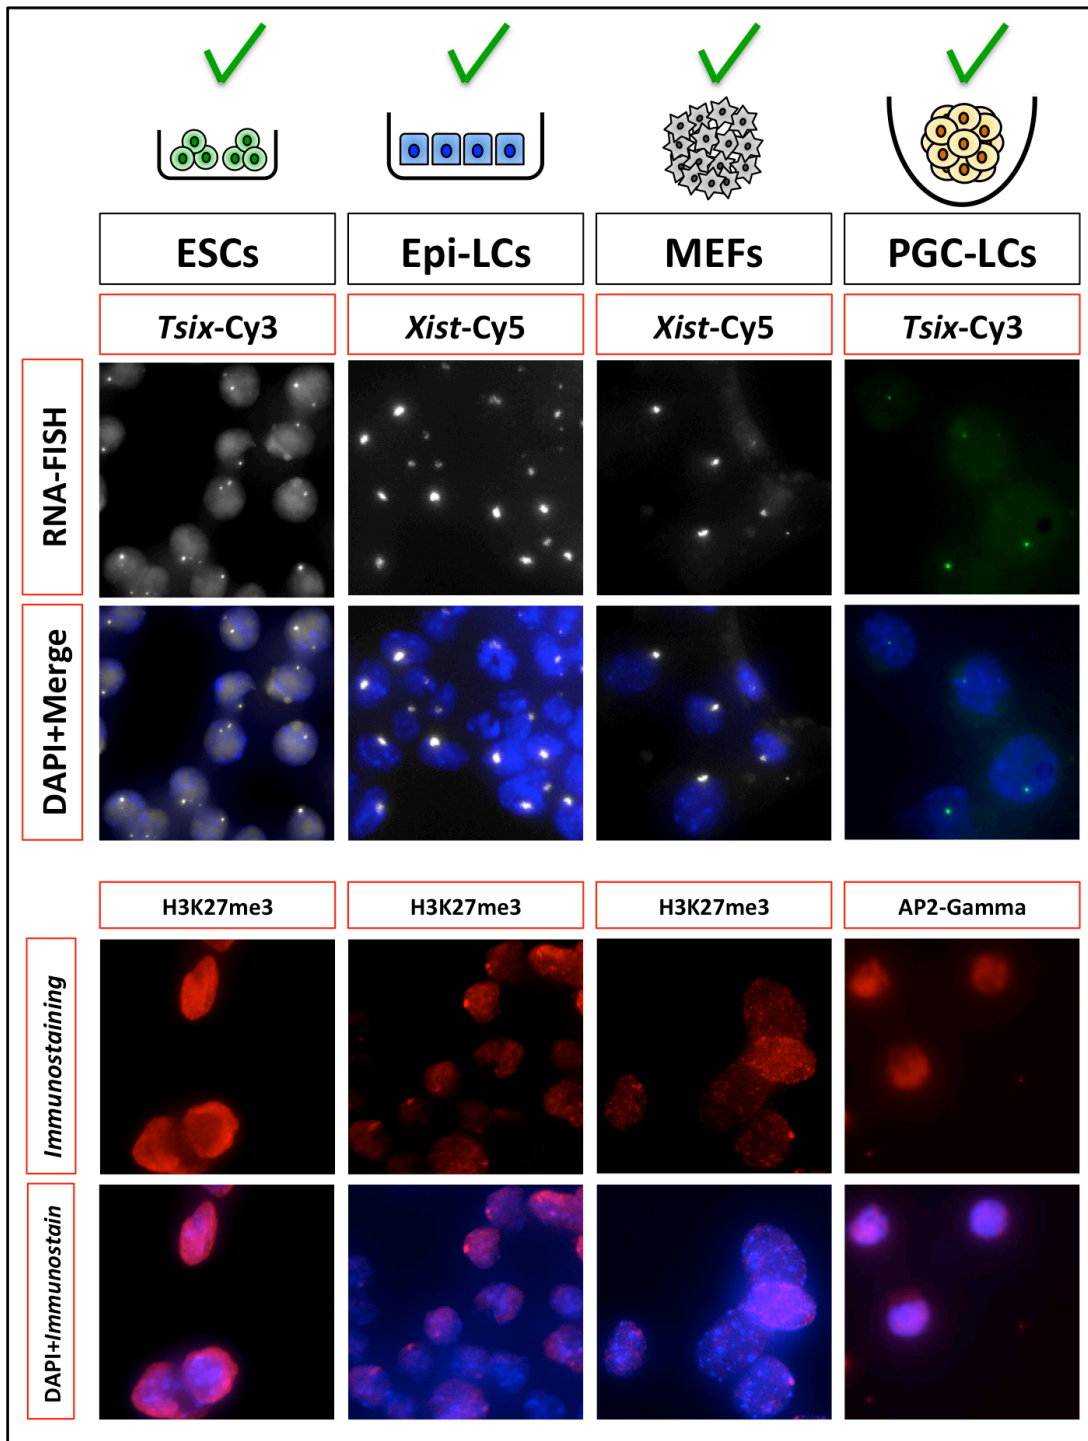 ESCs
Epi-LCs
MEFs
PGC-LCs
Tsix-Cy3
Xist-Cy5
Xist-Cy5
Tsix-Cy3
RNA-FISH
DAPI+Merge
H3K27me3
H3K27me3
H3K27me3
AP2-Gamma
Immunostaining
DAPI+Immunostain